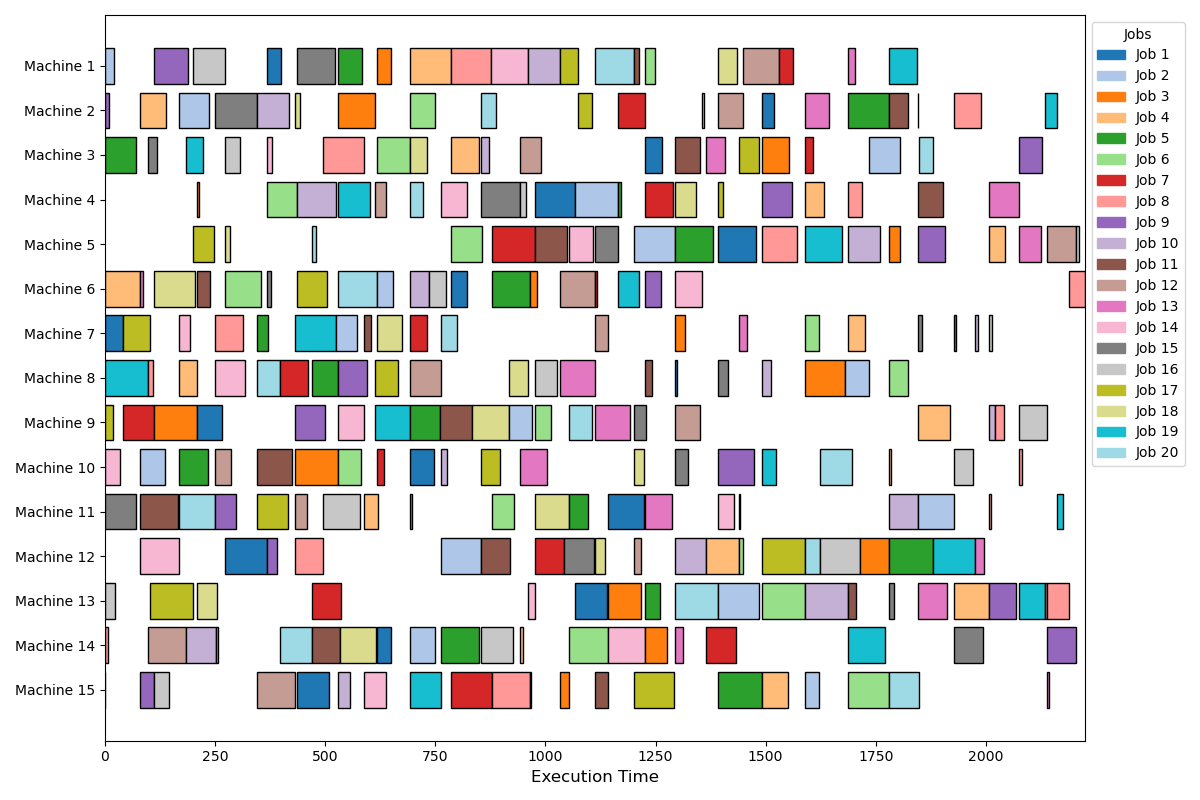 Machine 1
Machine 2
Machine 3
Machine 4
Machine 5
Machine 6
Machine 7
Machine 8
Machine 9
Machine 10
Machine 11
Machine 12
Machine 13
Machine 14
Machine 15
0 250 500 750 1000 1250 1500 1750 2000
Execution Time
Jobs
Job 1
Job 2
Job 3
Job 4
Job 5
Job 6
Job 7
Job 8
Job 9
Job 10
Job 11
Job 12
Job 13
Job 14
Job 15
Job 16
Job 17
Job 18
Job 19
Job 20